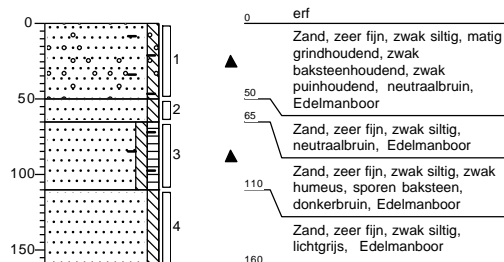 0
50
100
150
1
2
3
4
0
erf
Zand, zeer fijn, zwak siltig, matig
grindhoudend, zwak
baksteenhoudend, zwak
puinhoudend, neutraalbruin,
Edelmanboor
50
65
Zand, zeer fijn, zwak siltig,
neutraalbruin, Edelmanboor
Zand, zeer fijn, zwak siltig, zwak
humeus, sporen baksteen,
donkerbruin, Edelmanboor
110
Zand, zeer fijn, zwak siltig,
lichtgrijs, Edelmanboor
160